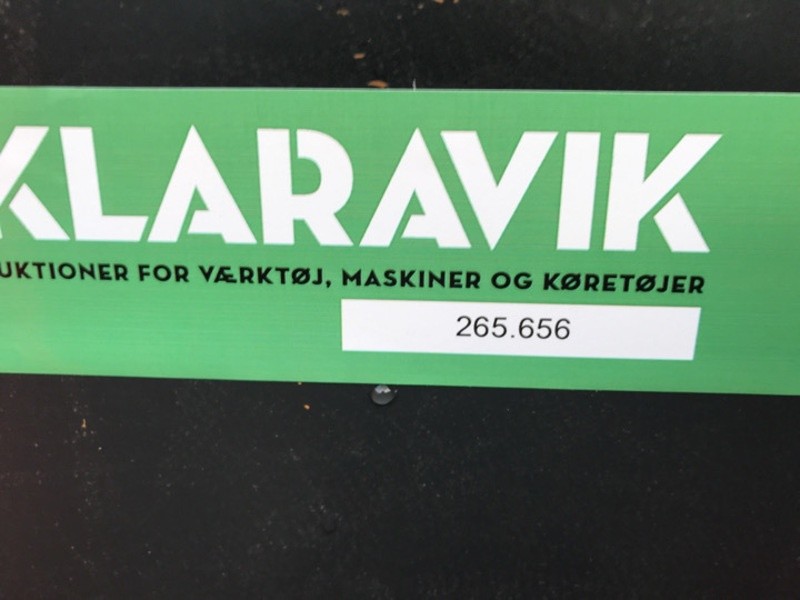 KLARAVIK
UKTIONER FOR VÆRKTØJ, MASKINER OG KØRETØJER
265.656